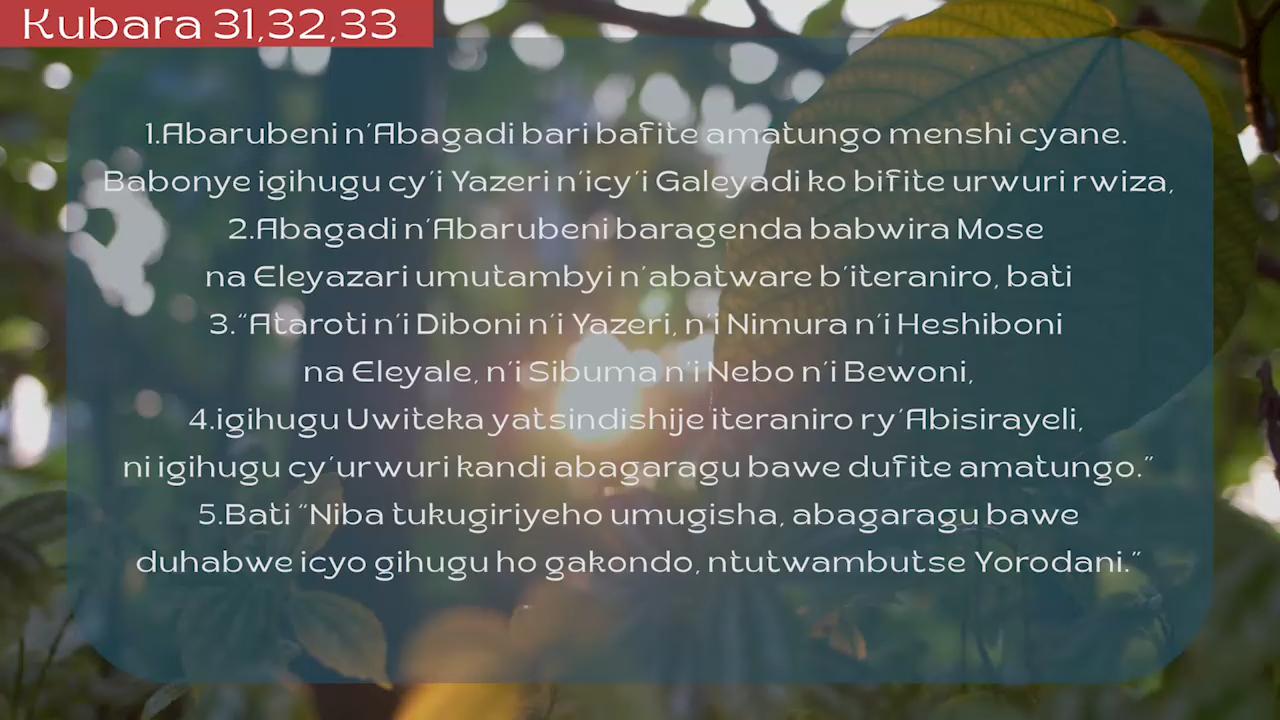 Kubara 31,32,33
1.Abarubeni n'Abagadi bari bafite amatungo menshi cyane.
Babonye igihugu cy'i Yazeri n'icy'i Galeyadi ko bifite urwuri rwiza,
2.Abagadi n'Abarubeni baragenda babwira Mose
na Eleyazari umutambyi n'abatware b'iteraniro, bati
3."Ataroti n'i Diboni n'i Yazeri, n'i Nimura n'i Heshiboni
na Eleyale, n'i Sibuma n'i Nebo n'i Bewoni,
4.igihugu Uwiteka yatsindishije iteraniro ry'Abisirayeli,
ni igihugu cy'urwuri kandi abagaragu bawe dufite amatungo."
5.Bati "Niba tukugiriyeho umugisha, abagaragu bawe
duhabwe icyo gihugu ho gakondo, ntutwambutse Yorodani."